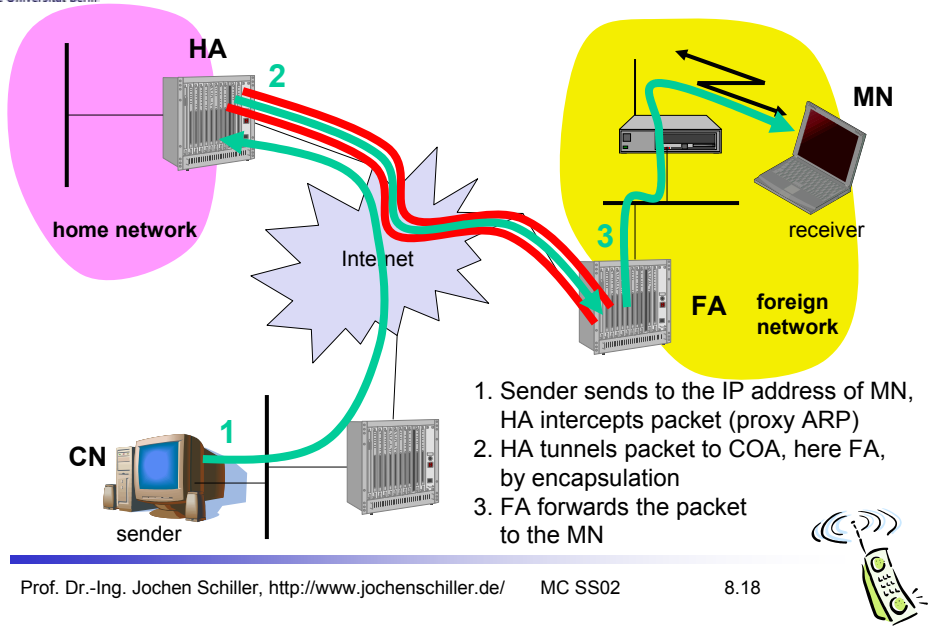 HA
2
MN
home network
Internet
receiver
3
FA
foreign
network
1. Sender sends to the IP address of MN,
HA intercepts packet (proxy ARP)
2. HA tunnels packet to COA, here FA,
by encapsulation
3. FA forwards the packet
to the MN
1
CN
sender
Prof. Dr.-Ing. Jochen Schiller, http://www.jochenschiller.de/ MC SS02 8.18